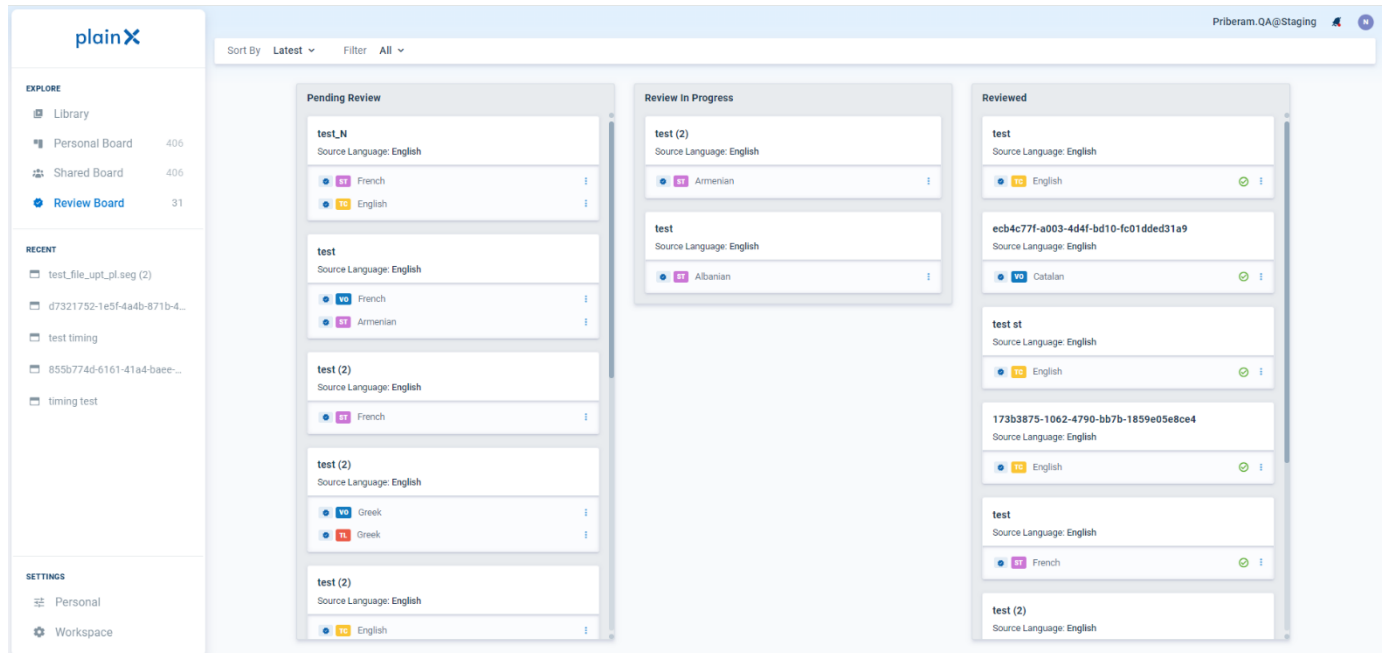 plain X
EXPLORE
Library
Personal Board 406
Shared Board 406
Review Board 31
RECENT
test_file_upt_pl.seg (2)
d7321752-1e5f-4a4b-871b-4...
test timing
855b774d-6161-41a4-baee-...
timing test
SETTINGS
Personal
Workspace
Priberam.QA@Staging N
Sort By Latest Filter All
Pending Review
test_N
Source Language: English
ST French
TC English
test
Source Language: English
VO French
ST Armenian
test (2)
Source Language: English
ST French
test (2)
Source Language: English
VO Greek
TL Greek
test (2)
Source Language: English
TC English
Review In Progress
test (2)
Source Language: English
ST Armenian
test
Source Language: English
ST Albanian
Reviewed
test
Source Language: English
TC English
ecb4c77f-a003-4d4f-bd10-fc01dded31a9
Source Language: English
VO Catalan
test st
Source Language: English
TC English
173b3875-1062-4790-bb7b-1859e05e8ce4
Source Language: English
TC English
test
Source Language: English
ST French
test (2)
Source Language: English